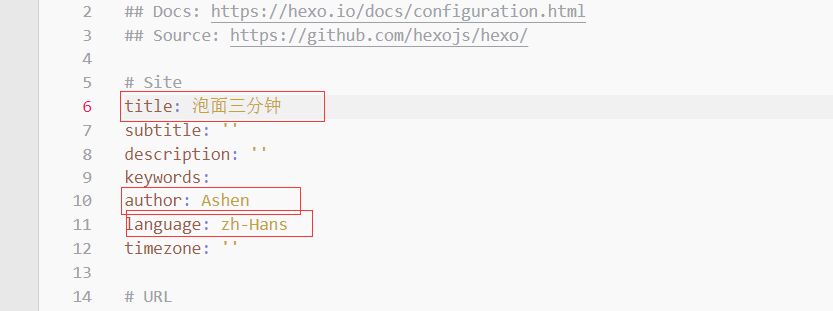 2 ## Docs: https://hexo.io/docs/configuration.html
3 ## Source: https://github.com/hexojs/hexo/
4
5 # Site
6 title: 泡面三分钟
7 subtitle: ''
8 description: ''
9 keywords:
10 author: Ashen
11 language: zh-Hans
12 timezone: ''
13
14 # URL